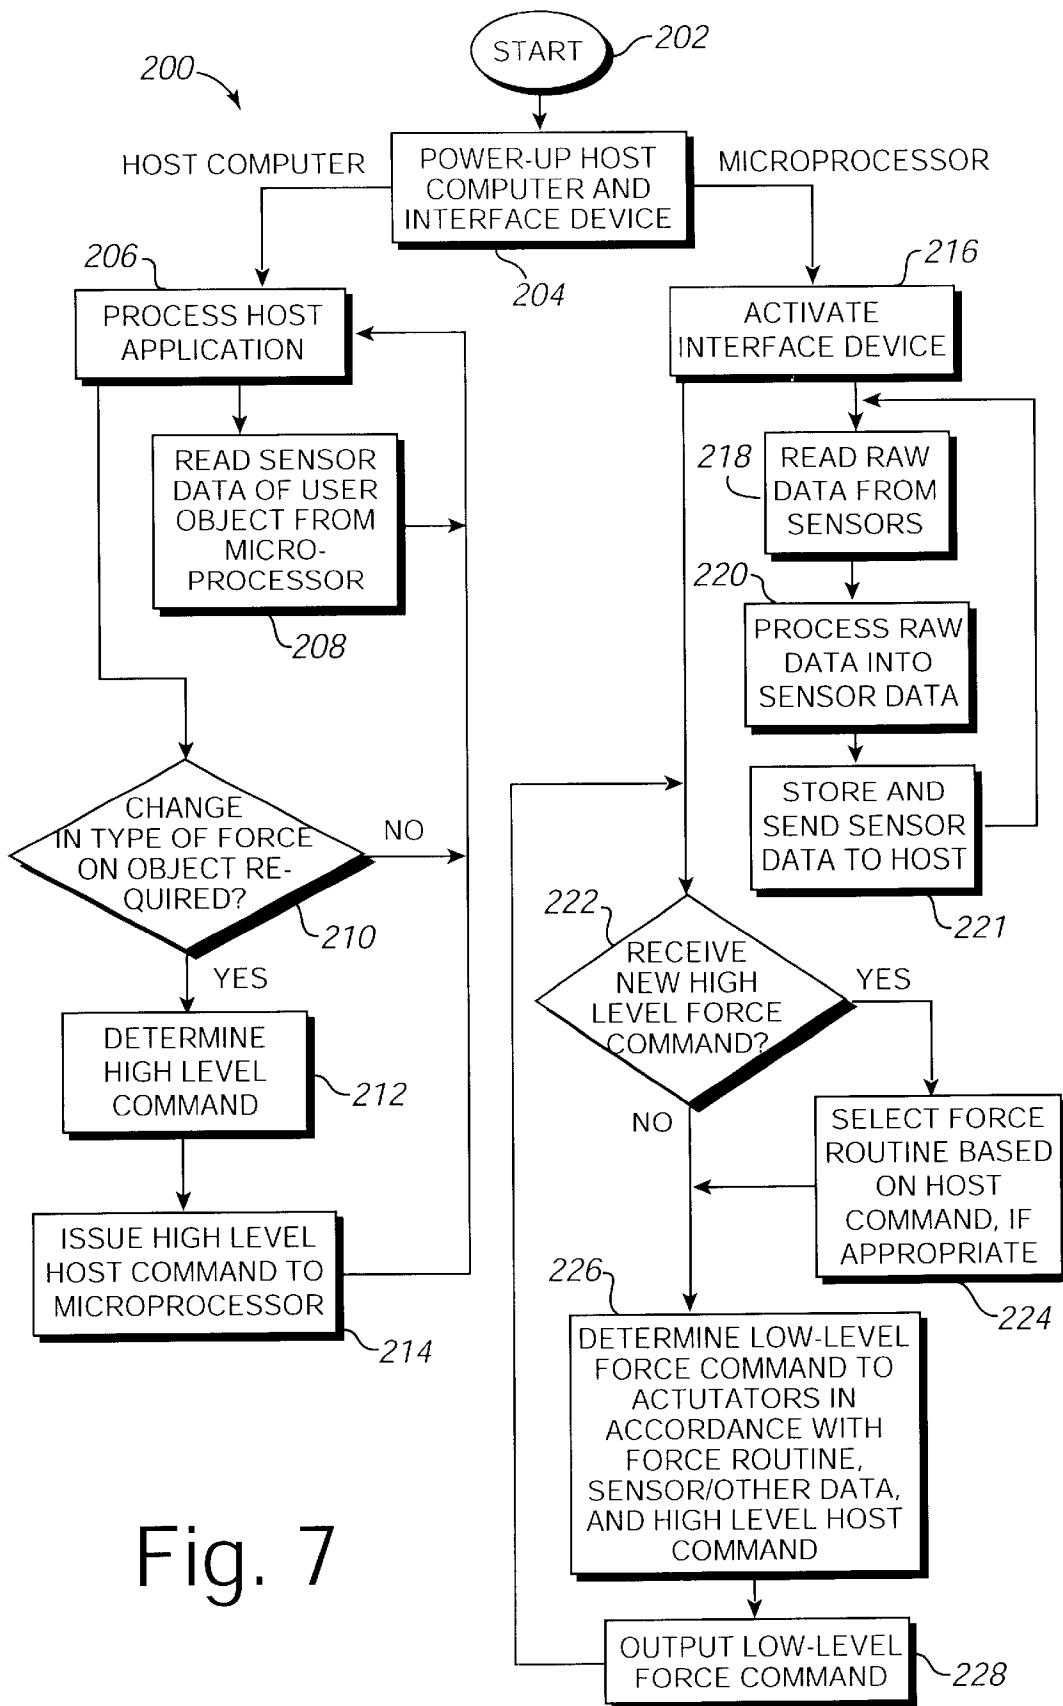 START
202
200
HOST COMPUTER
POWER-UP HOST
COMPUTER AND
INTERFACE DEVICE
MICROPROCESSOR
204
206
PROCESS HOST
APPLICATION
READ SENSOR
DATA OF USER
OBJECT FROM
MICRO-
PROCESSOR
208
CHANGE
IN TYPE OF FORCE
ON OBJECT RE-
QUIRED?
NO
210
YES
DETERMINE
HIGH LEVEL
COMMAND
212
ISSUE HIGH LEVEL
HOST COMMAND TO
MICROPROCESSOR
214
216
ACTIVATE
INTERFACE DEVICE
218
READ RAW
DATA FROM
SENSORS
220
PROCESS RAW
DATA INTO
SENSOR DATA
STORE AND
SEND SENSOR
DATA TO HOST
221
222
RECEIVE
NEW HIGH
LEVEL FORCE
COMMAND?
YES
NO
SELECT FORCE
ROUTINE BASED
ON HOST
COMMAND, IF
APPROPRIATE
224
226
DETERMINE LOW-LEVEL
FORCE COMMAND TO
ACTUTATORS IN
ACCORDANCE WITH
FORCE ROUTINE,
SENSOR/OTHER DATA,
AND HIGH LEVEL HOST
COMMAND
OUTPUT LOW-LEVEL
FORCE COMMAND
228
Fig. 7